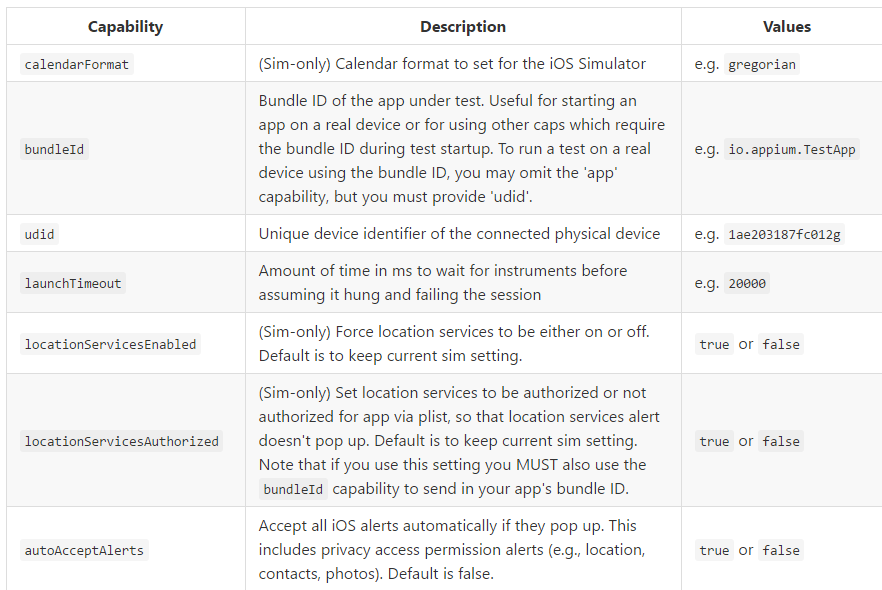 Capability Description Values
calendarFormat (Sim-only) Calendar format to set for the iOS Simulator e.g. gregorian
Bundle ID of the app under test. Useful for starting an
app on a real device or for using other caps which require
bundleId the bundle ID during test startup. To run a test on a real e.g. io.appium.TestApp
device using the bundle ID, you may omit the 'app'
capability, but you must provide 'udid'.
udid Unique device identifier of the connected physical device e.g. 1ae203187fc012g
launchTimeout Amount of time in ms to wait for instruments before e.g. 20000
assuming it hung and failing the session
locationServicesEnabled (Sim-only) Force location services to be either on or off. true or false
Default is to keep current sim setting.
(Sim-only) Set location services to be authorized or not
authorized for app via plist, so that location services alert
locationServicesAuthorized doesn't pop up. Default is to keep current sim setting. true or false
Note that if you use this setting you MUST also use the
bundleId capability to send in your app's bundle ID.
Accept all iOS alerts automatically if they pop up. This
autoAcceptAlerts includes privacy access permission alerts (e.g., location, true or false
contacts, photos). Default is false.